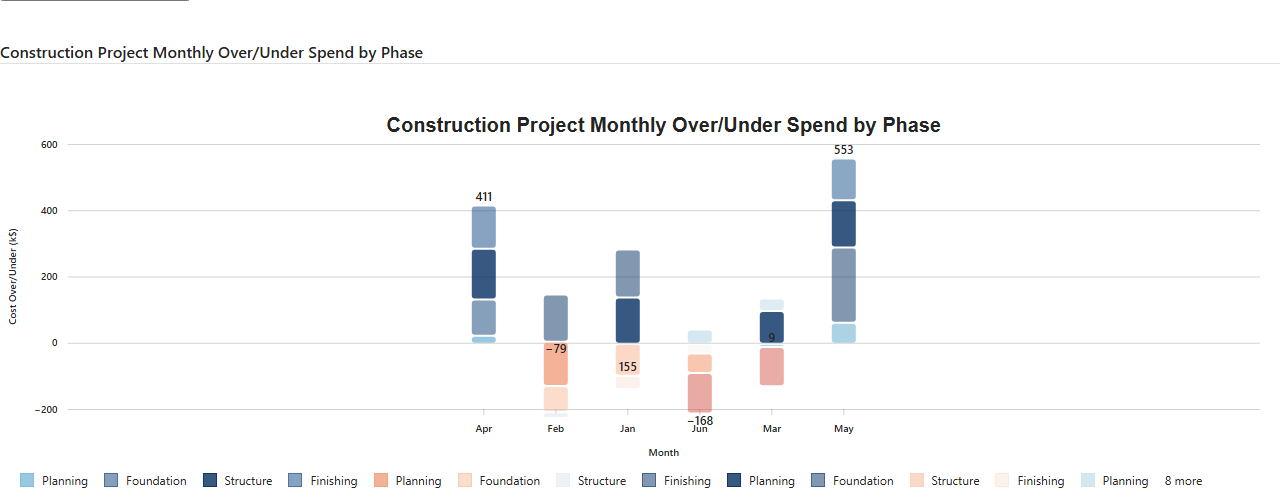 Construction Project Monthly Over/Under Spend by Phase
Construction Project Monthly Over/Under Spend by Phase
600
400
200
0
−200
Cost Over/Under (k$)
411
−79
155
−168
9
553
Apr Feb Jan Jun Mar May
Month
Planning Foundation Structure Finishing Planning Foundation Structure Finishing Planning Foundation Structure Finishing Planning 8 more